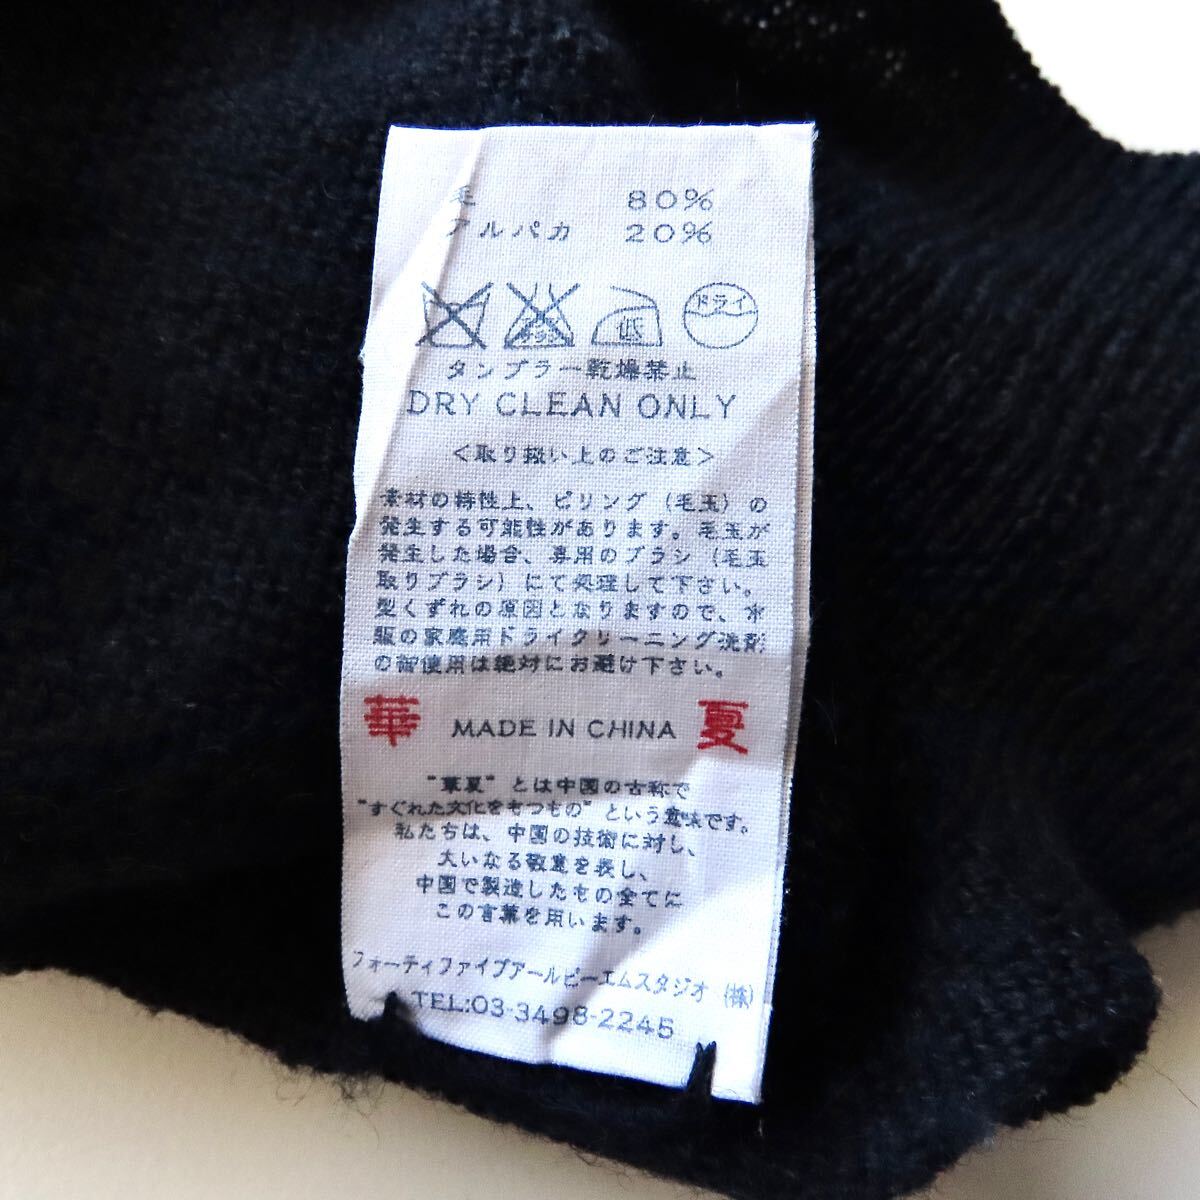 毛 80%
アルパカ 20%
エンソサラシ 低 ドライ
タンブラー乾燥禁止
DRY CLEAN ONLY
＜取り扱い上のご注意＞
素材の特性上、ピリング（毛玉）の
発生する可能性があります。毛玉が
発生した場合、専用のブラシ（毛玉
取りブラシ）にて処理して下さい。
型くずれの原因となりますので、市
販の家庭用ドライクリーニング洗剤
の御使用は絶対にお避け下さい。
華 MADE IN CHINA 夏
"華夏" とは中国の古称で
"すぐれた文化をもつもの" という意味です。
私たちは、中国の技術に対し、
大いなる敬意を表し、
中国で製造したもの全てに
この言葉を用います。
フォーティファイブアールピーエムスタジオ（株）
TEL:03-3498-2245